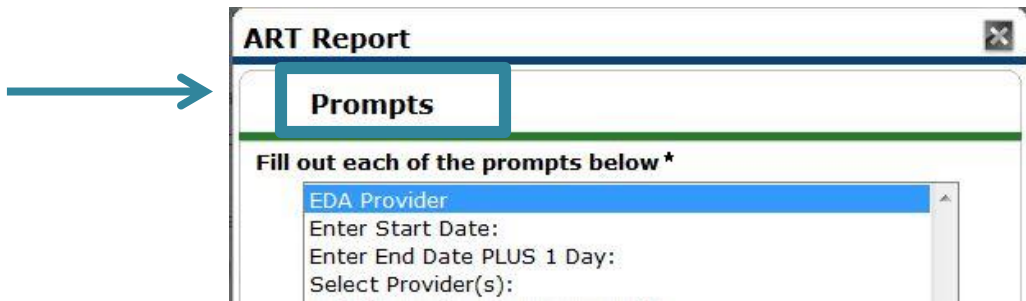 ART Report
Prompts
Fill out each of the prompts below*
EDA Provider
Enter Start Date:
Enter End Date PLUS 1 Day:
Select Provider(s):